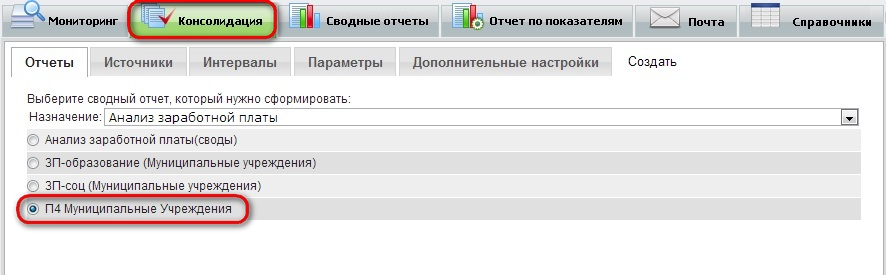 Мониторинг Консолидация Сводные отчеты Отчет по показателям Почта Справочники
Отчеты Источники Интервалы Параметры Дополнительные настройки Создать
Выберите сводный отчет, который нужно сформировать:
Назначение: Анализ заработной платы
Анализ заработной платы(своды)
ЗП-образование (Муниципальные учреждения)
ЗП-соц (Муниципальные учреждения)
П4 Муниципальные Учреждения